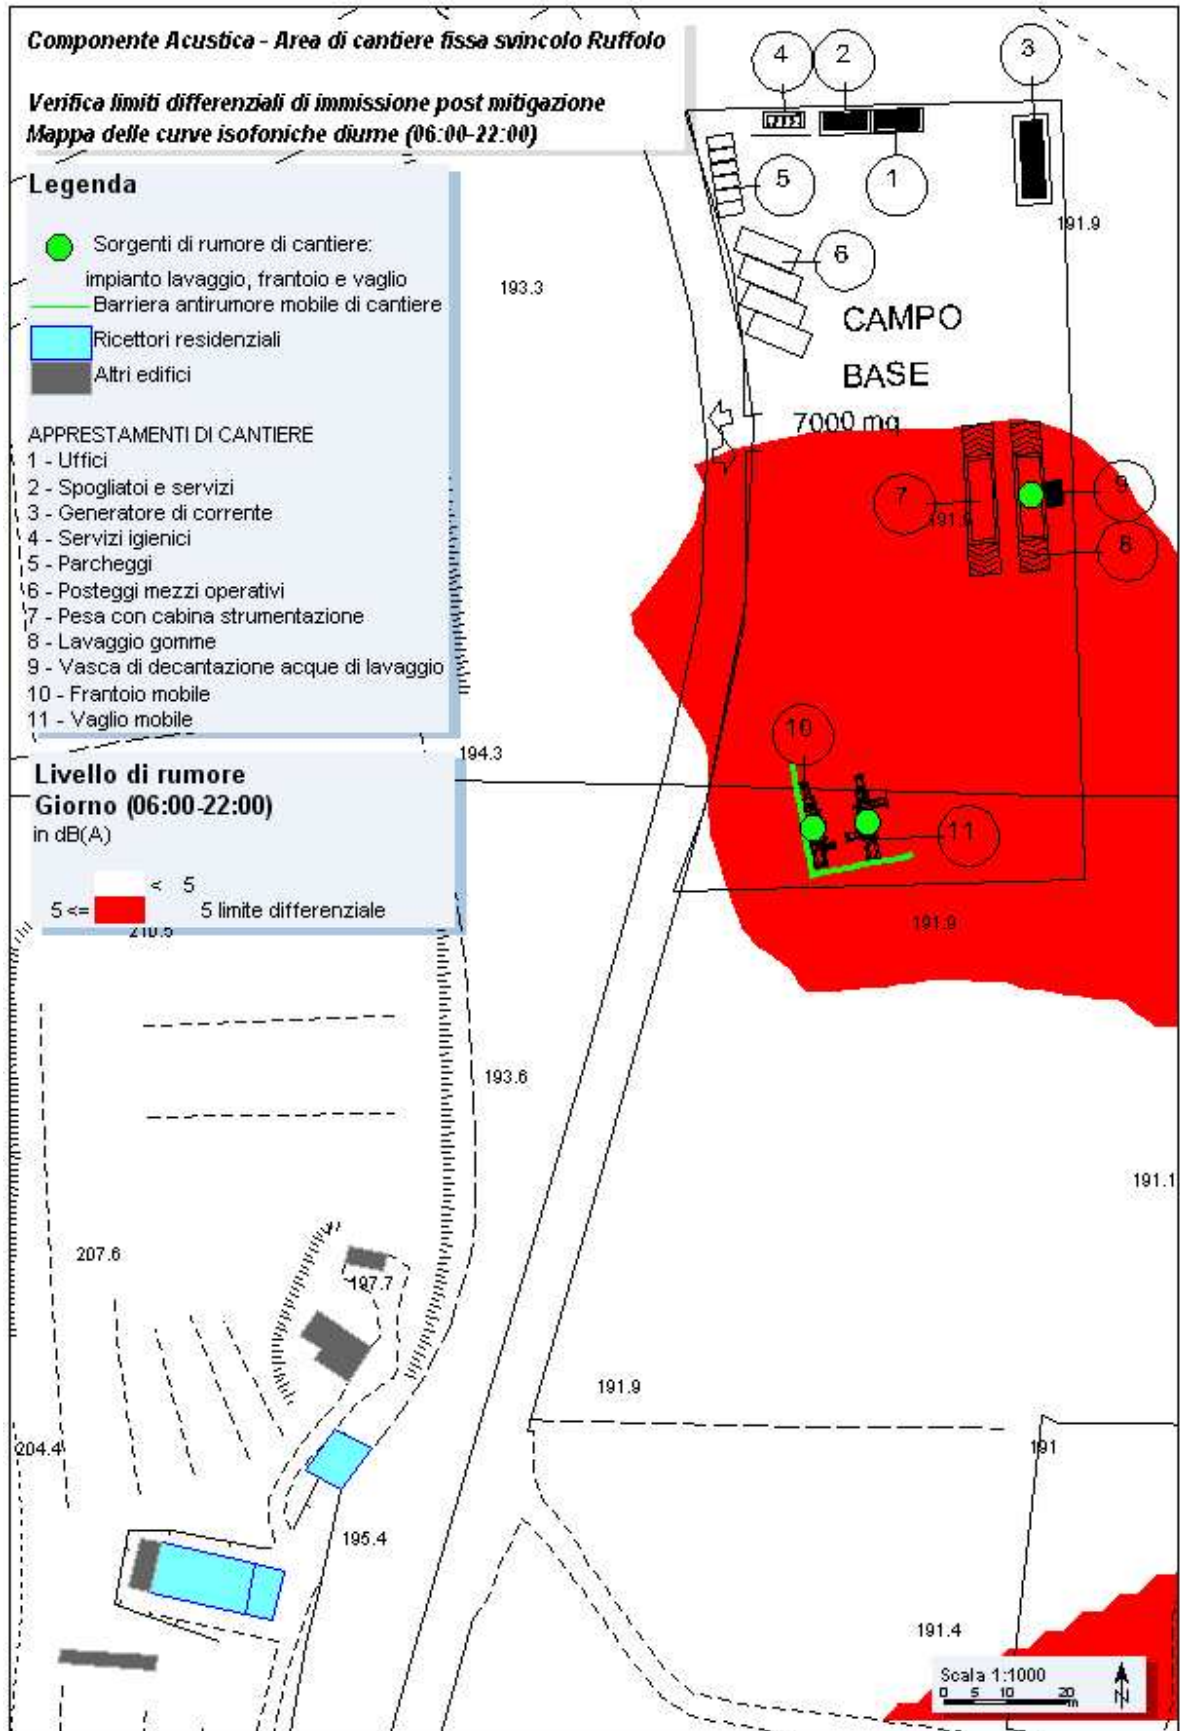 Componente Acustica - Area di cantiere fissa svincolo Ruffolo
Verifica limiti differenziali di immissione post mitigazione
Mappa delle curve isofoniche diurne (06:00-22:00)
Legenda
Sorgenti di rumore di cantiere:
impianto lavaggio, frantoio e vaglio
Barriera antirumore mobile di cantiere
Ricettori residenziali
Altri edifici
APPRESTAMENTI DI CANTIERE
1 - Uffici
2 - Spogliatoi e servizi
3 - Generatore di corrente
4 - Servizi igienici
5 - Parcheggi
6 - Posteggi mezzi operativi
7 - Pesa con cabina strumentazione
8 - Lavaggio gomme
9 - Vasca di decantazione acque di lavaggio
10 - Frantoio mobile
11 - Vaglio mobile
Livello di rumore
Giorno (06:00-22:00)
in dB(A)
< 5
5 <= 5 limite differenziale
4
2
3
5
1
191.9
6
193.3
CAMPO
BASE
7000 mq
7
9
191.9
8
10
194.3
11
191.9
210.5
193.6
191.1
207.6
197.7
191.9
204.4
191
195.4
191.4
Scala 1:1000
0 5 10 20
m
N